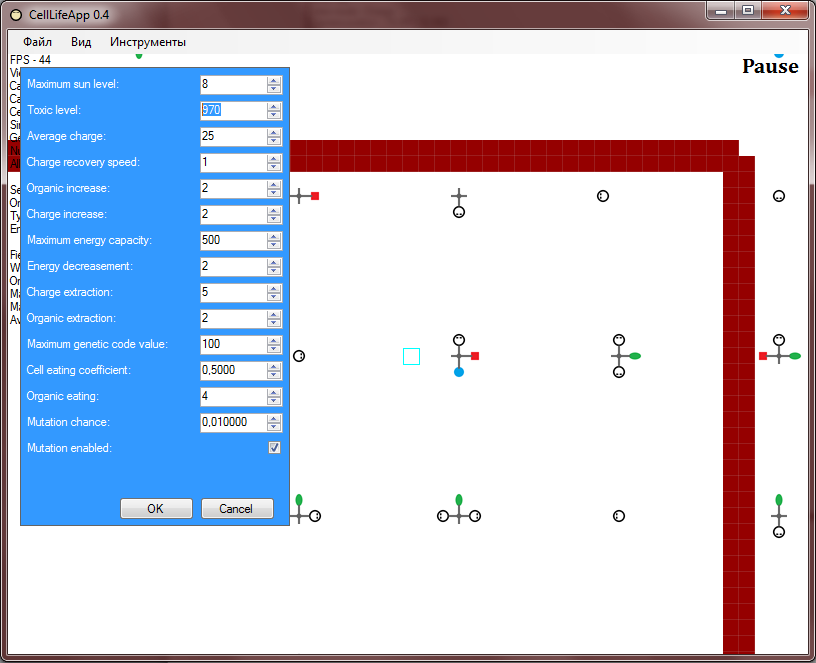 CellLifeApp 0.4
Файл Вид Инструменты
FPS - 44
Pause
Maximum sun level: 8
Toxic level: 970
Average charge: 25
Charge recovery speed: 1
Organic increase: 2
Charge increase: 2
Maximum energy capacity: 500
Energy decreasement: 2
Charge extraction: 5
Organic extraction: 2
Maximum genetic code value: 100
Cell eating coefficient: 0,5000
Organic eating: 4
Mutation chance: 0,010000
Mutation enabled:
OK Cancel